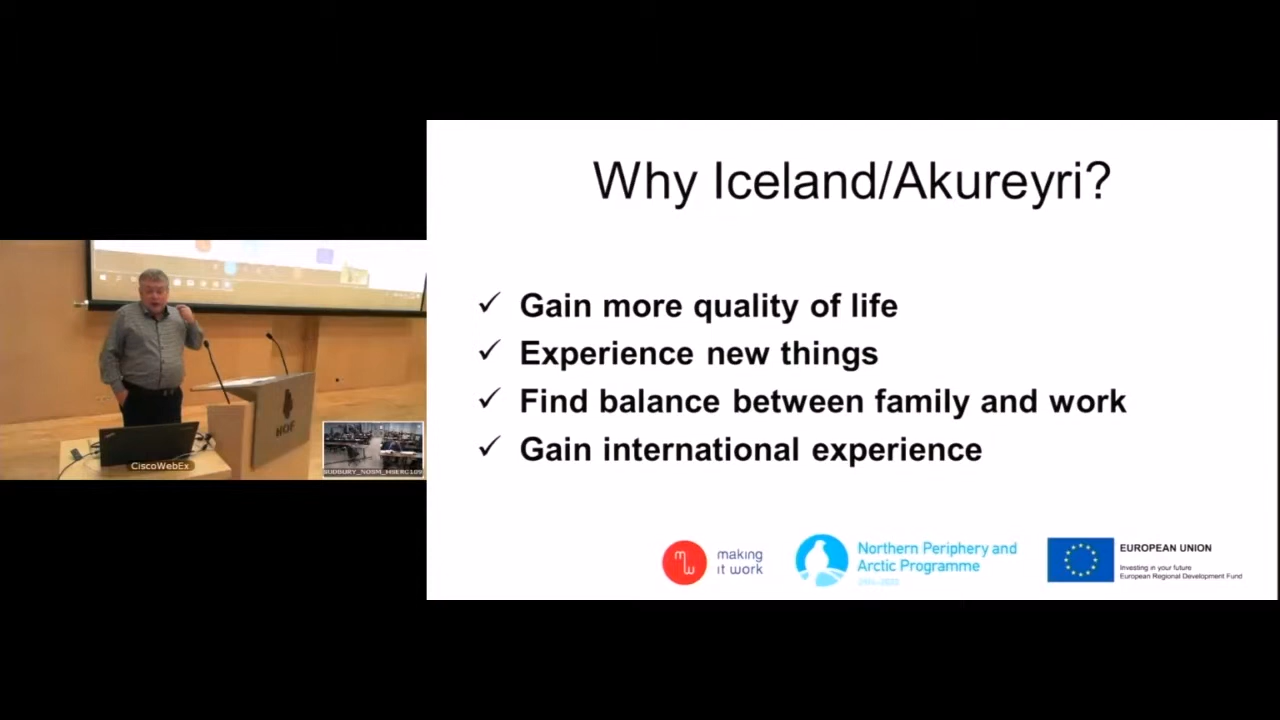 Why Iceland/Akureyri?
✓ Gain more quality of life
✓ Experience new things
✓ Find balance between family and work
✓ Gain international experience
making
it work
Northern Periphery and
Arctic Programme
EUROPEAN UNION
Investing in your future
European Regional Development Fund
HOF
CiscoWebEx